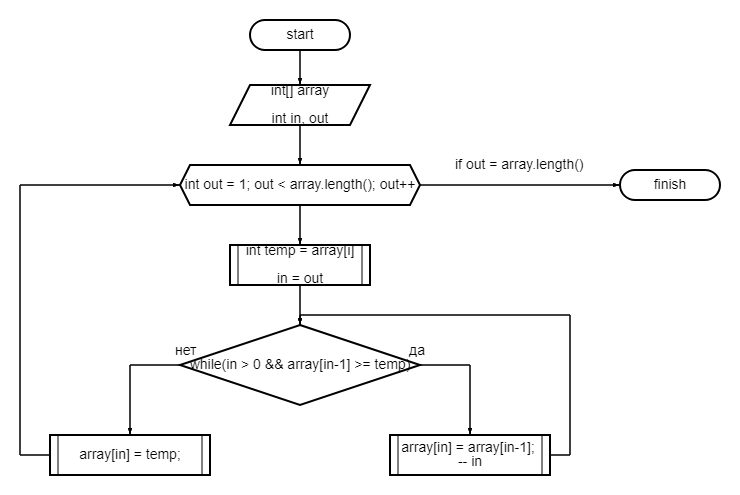 start
int[] array
int in, out
if out = array.length()
int out = 1; out < array.length(); out++
finish
int temp = array[i]
in = out
нет
да
while(in > 0 && array[in-1] >= temp)
array[in] = temp;
array[in] = array[in-1];
-- in